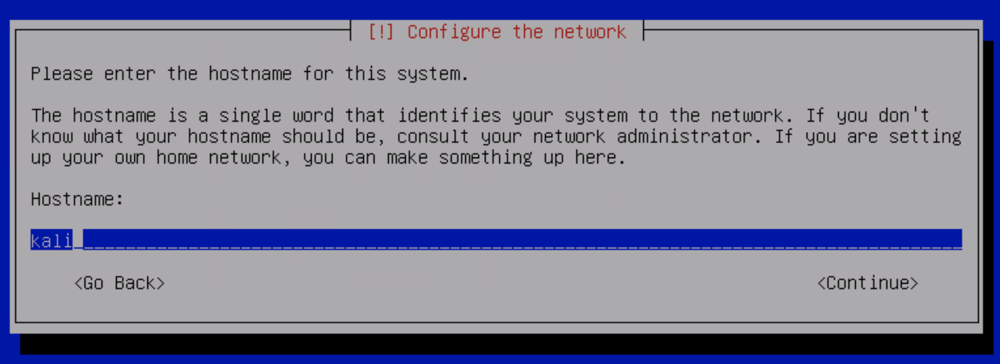 [!] Configure the network
Please enter the hostname for this system.
The hostname is a single word that identifies your system to the network. If you don't
know what your hostname should be, consult your network administrator. If you are setting
up your own home network, you can make something up here.
Hostname:
kali
<Go Back> <Continue>